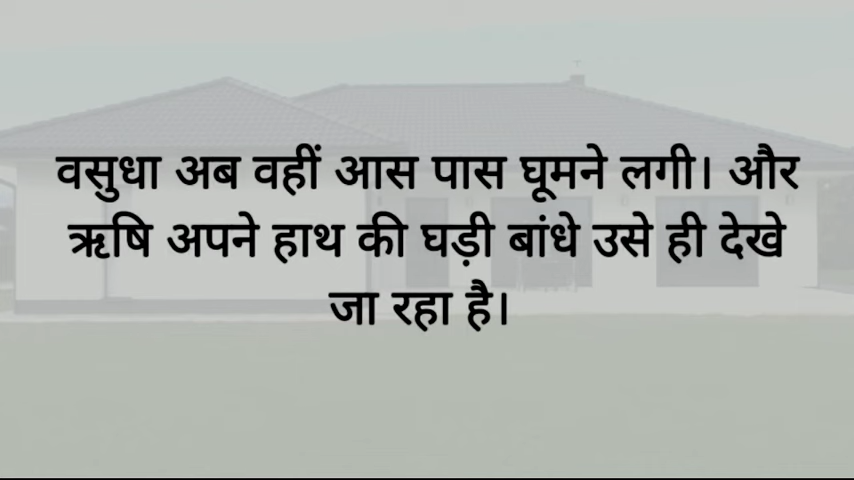 वसुधा अब वहीं आस पास घूमने लगी। और
ऋषि अपने हाथ की घड़ी बांधे उसे ही देखे
जा रहा है।